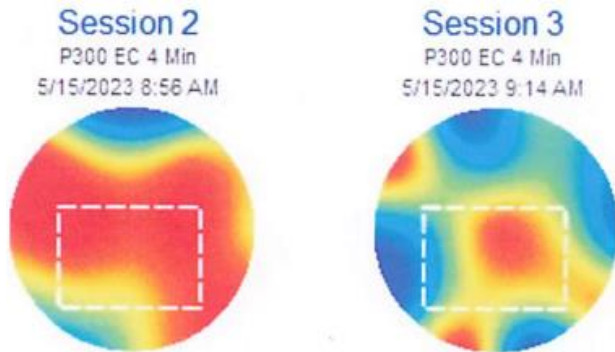 Session 2
P300 EC 4 Min
5/15/2023 8:56 AM
Session 3
P300 EC 4 Min
5/15/2023 9:14 AM